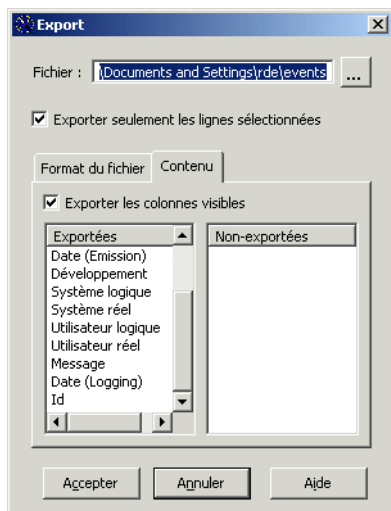 Export
Fichier : \Documents and Settings\rde\events ...
Exporter seulement les lignes sélectionnées
Format du fichier Contenu
Exporter les colonnes visibles
Exportées Non-exportées
Date (Emission)
Développement
Système logique
Système réel
Utilisateur logique
Utilisateur réel
Message
Date (Logging)
Id
Accepter Annuler Aide